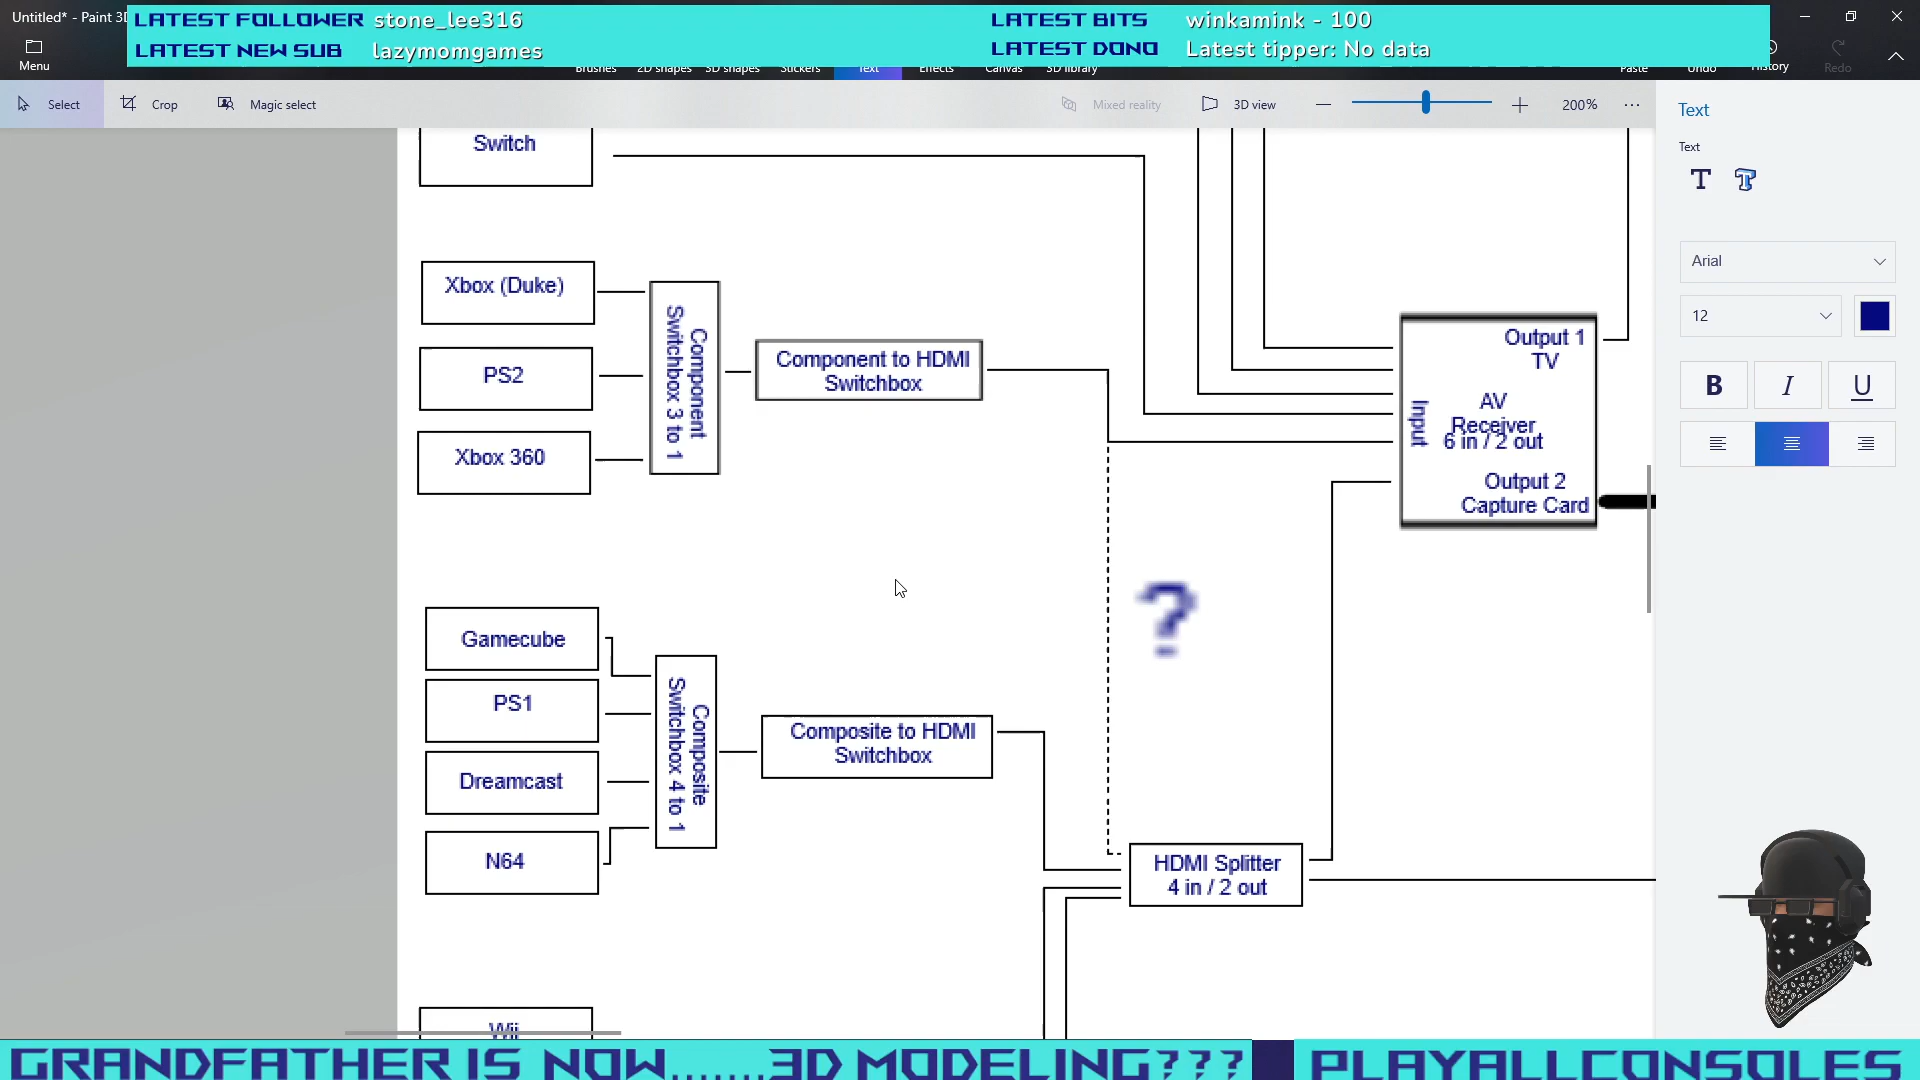 Untitled* - Paint 3D
LATEST FOLLOWER stone_lee316
LATEST BITS winkamink - 100
LATEST NEW SUB lazymomgames
LATEST DONO Latest tipper: No data
Menu
Brushes 2D shapes 3D shapes Stickers Text Effects Canvas 3D library Paste Undo History Redo
Select Crop Magic select Mixed reality 3D view 200%
Text
Text
Arial
12
B I U
Switch
Xbox (Duke)
PS2
Xbox 360
Component
Switchbox 3 to 1
Component to HDMI
Switchbox
Output 1
TV
AV
Receiver
6 in / 2 out
Input
Output 2
Capture Card
?
Gamecube
PS1
Dreamcast
N64
Composite
Switchbox 4 to 1
Composite to HDMI
Switchbox
HDMI Splitter
4 in / 2 out
Wii
GRANDFATHER IS NOW.......3D MODELING???
PLAYALLCONSOLES